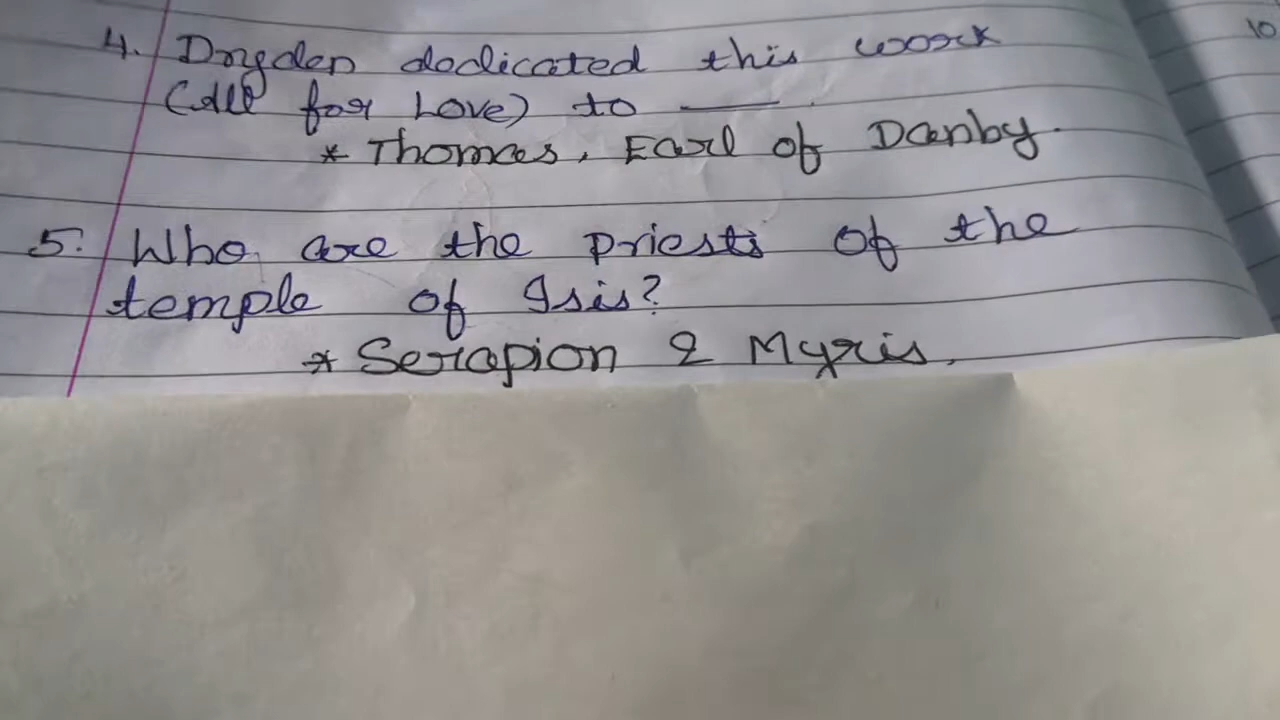 4. Dryden dedicated this work
(All for Love) to ———.
* Thomas, Earl of Danby.
5. Who are the priests of the
temple of Isis?
* Serapion & Myris.
10